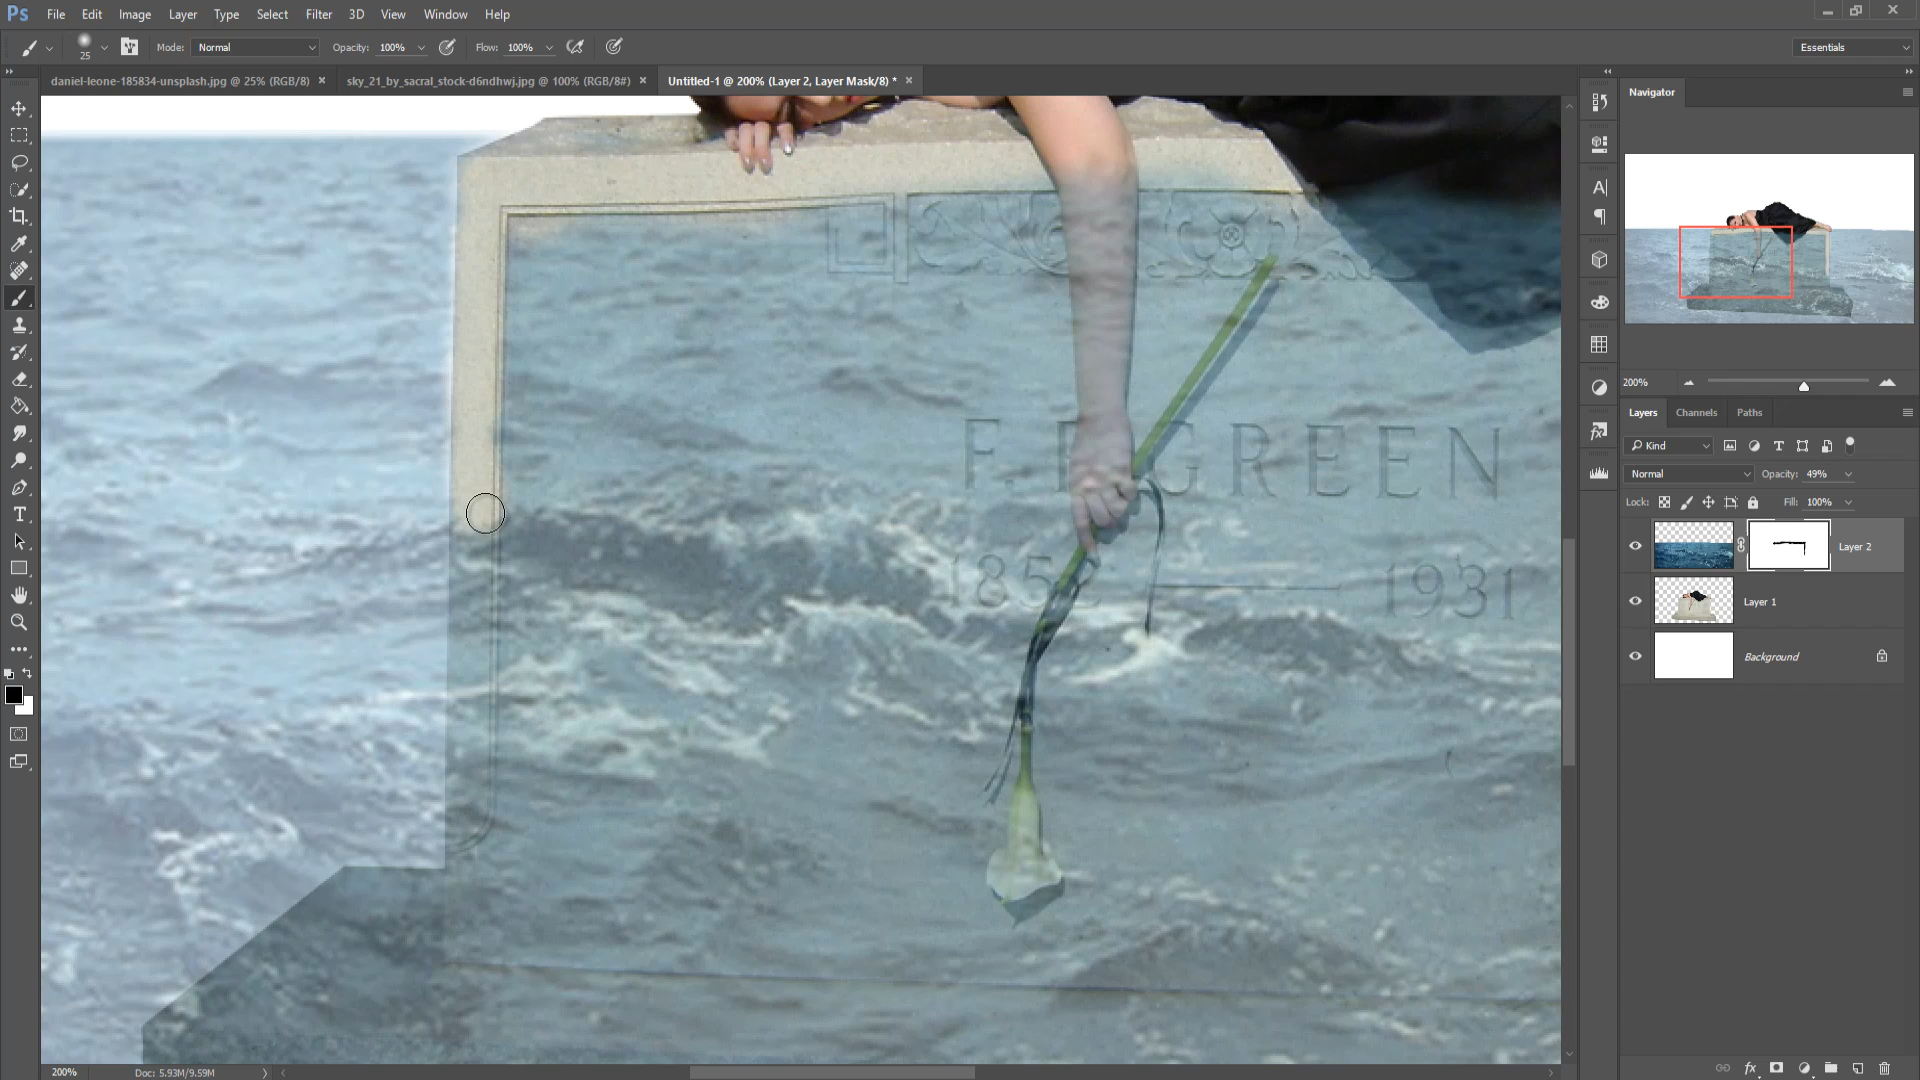 Ps File Edit Image Layer Type Select Filter 3D View Window Help
25 Mode: Normal Opacity: 100% Flow: 100% Essentials
daniel-leone-185834-unsplash.jpg @ 25% (RGB/8) × sky_21_by_sacral_stock-d6ndhwj.jpg @ 100% (RGB/8#) × Untitled-1 @ 200% (Layer 2, Layer Mask/8) * ×
Navigator
200%
Layers Channels Paths
Kind
Normal Opacity: 49%
Lock: Fill: 100%
Layer 2
Layer 1
Background
F. GREEN
1852 1931
200% Doc: 5.93M/9.59M